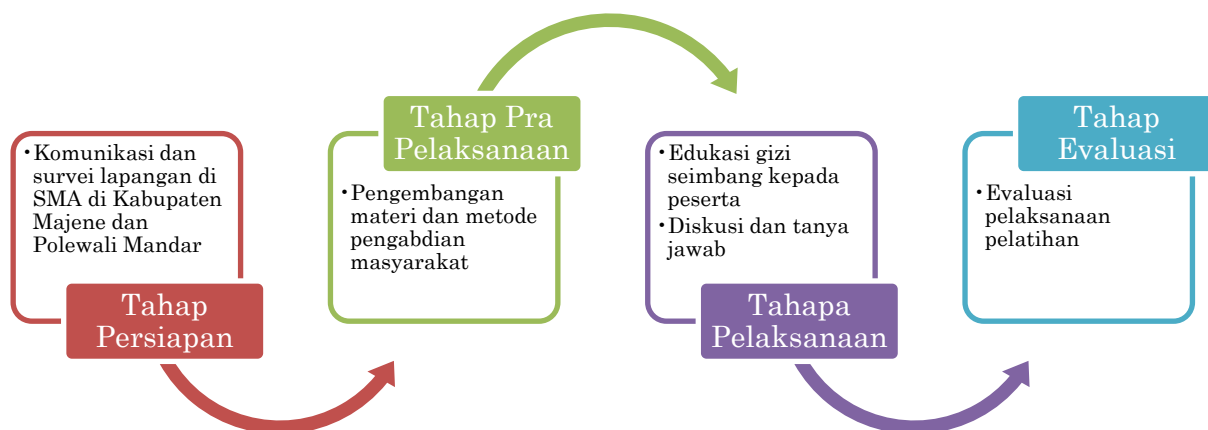 •Komunikasi dan
survei lapangan di
SMA di Kabupaten
Majene dan
Polewali Mandar
Tahap
Persiapan
Tahap Pra
Pelaksanaan
•Pengembangan
materi dan metode
pengabdian
masyarakat
•Edukasi gizi
seimbang kepada
peserta
•Diskusi dan tanya
jawab
Tahapa
Pelaksanaan
Tahap
Evaluasi
•Evaluasi
pelaksanaan
pelatihan